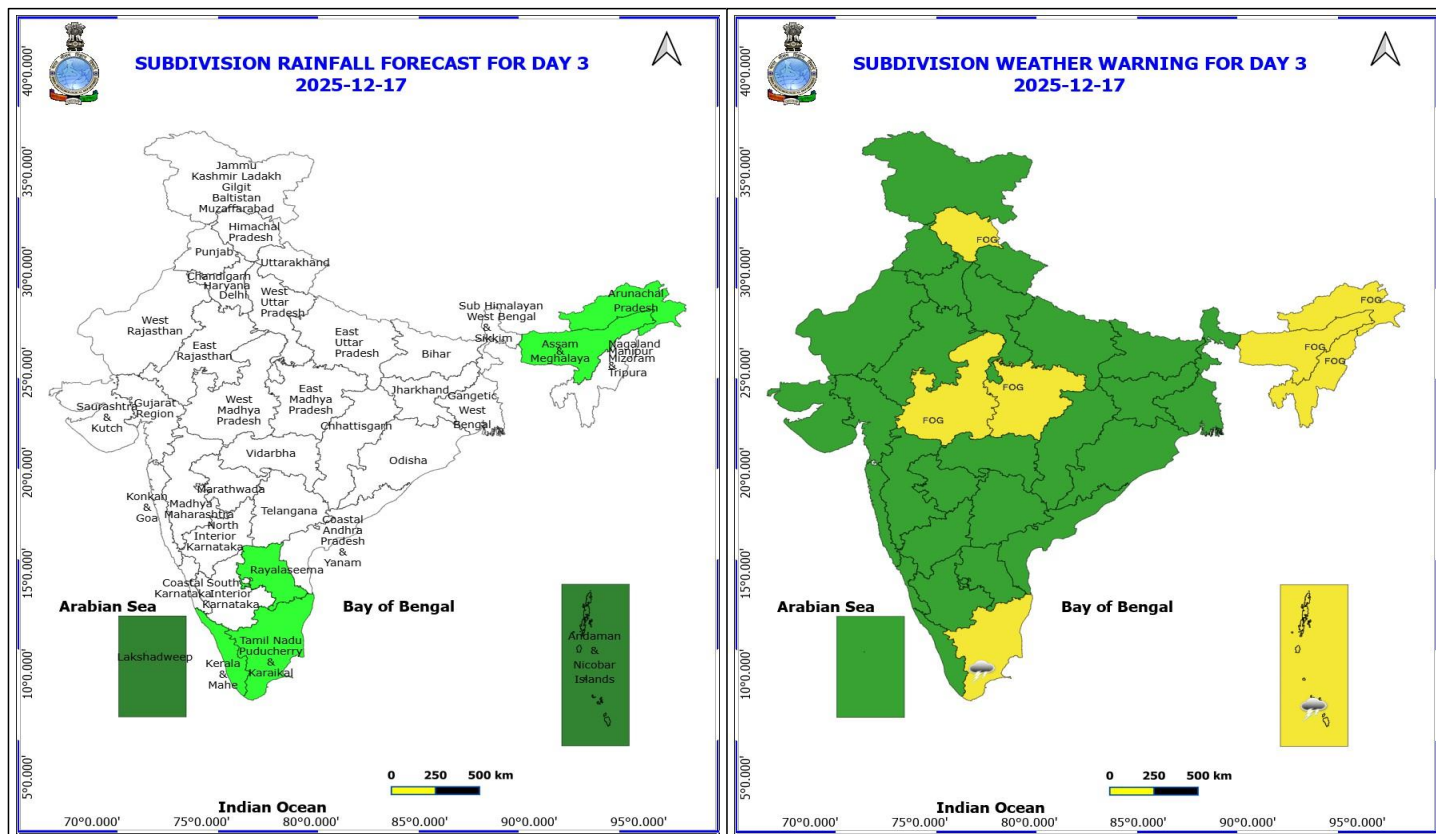 SUBDIVISION RAINFALL FORECAST FOR DAY 3
2025-12-17
40°0.000'
35°0.000'
30°0.000'
25°0.000'
20°0.000'
15°0.000'
10°0.000'
5°0.000'
Jammu
Kashmir Ladakh
Gilgit
Baltistan
Muzaffarabad
Himachal
Pradesh
Punjab
Uttarakhand
Chandigarh
Haryana
Delhi
West
Uttar
Pradesh
West
Rajasthan
East
Rajasthan
East
Uttar
Pradesh
Bihar
Sub Himalayan
West Bengal
&
Sikkim
Arunachal
Pradesh
Assam
&
Meghalaya
Nagaland
Manipur
Mizoram
&
Tripura
Saurashtra
&
Kutch
Gujarat
Region
West
Madhya
Pradesh
East
Madhya
Pradesh
Jharkhand
Gangetic
West
Bengal
Chhattisgarh
Vidarbha
Odisha
Konkan
&
Goa
Madhya
Maharashtra
Marathwada
Telangana
North
Interior
Karnataka
Coastal
Andhra
Pradesh
&
Yanam
Rayalaseema
Coastal
Karnataka
South
Interior
Karnataka
Arabian Sea
Bay of Bengal
Lakshadweep
Kerala
&
Mahe
Tamil Nadu
Puducherry
&
Karaikal
Andaman
&
Nicobar
Islands
0 250 500 km
Indian Ocean
70°0.000' 75°0.000' 80°0.000' 85°0.000' 90°0.000' 95°0.000'
SUBDIVISION WEATHER WARNING FOR DAY 3
2025-12-17
40°0.000'
35°0.000'
30°0.000'
25°0.000'
20°0.000'
15°0.000'
10°0.000'
5°0.000'
FOG
FOG
FOG
FOG
FOG
FOG
Arabian Sea
Bay of Bengal
0 250 500 km
Indian Ocean
70°0.000' 75°0.000' 80°0.000' 85°0.000' 90°0.000' 95°0.000'